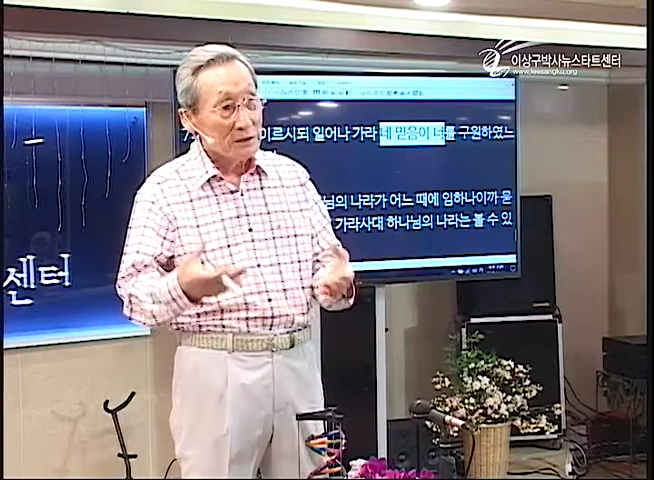 이상구박사뉴스타트센터
www.leesangku.org
이르시되 일어나 가라 네 믿음이 너를 구원하였느
님의 나라가 어느 때에 임하나이까 묻
가라사대 하나님의 나라는 볼 수 있
센터